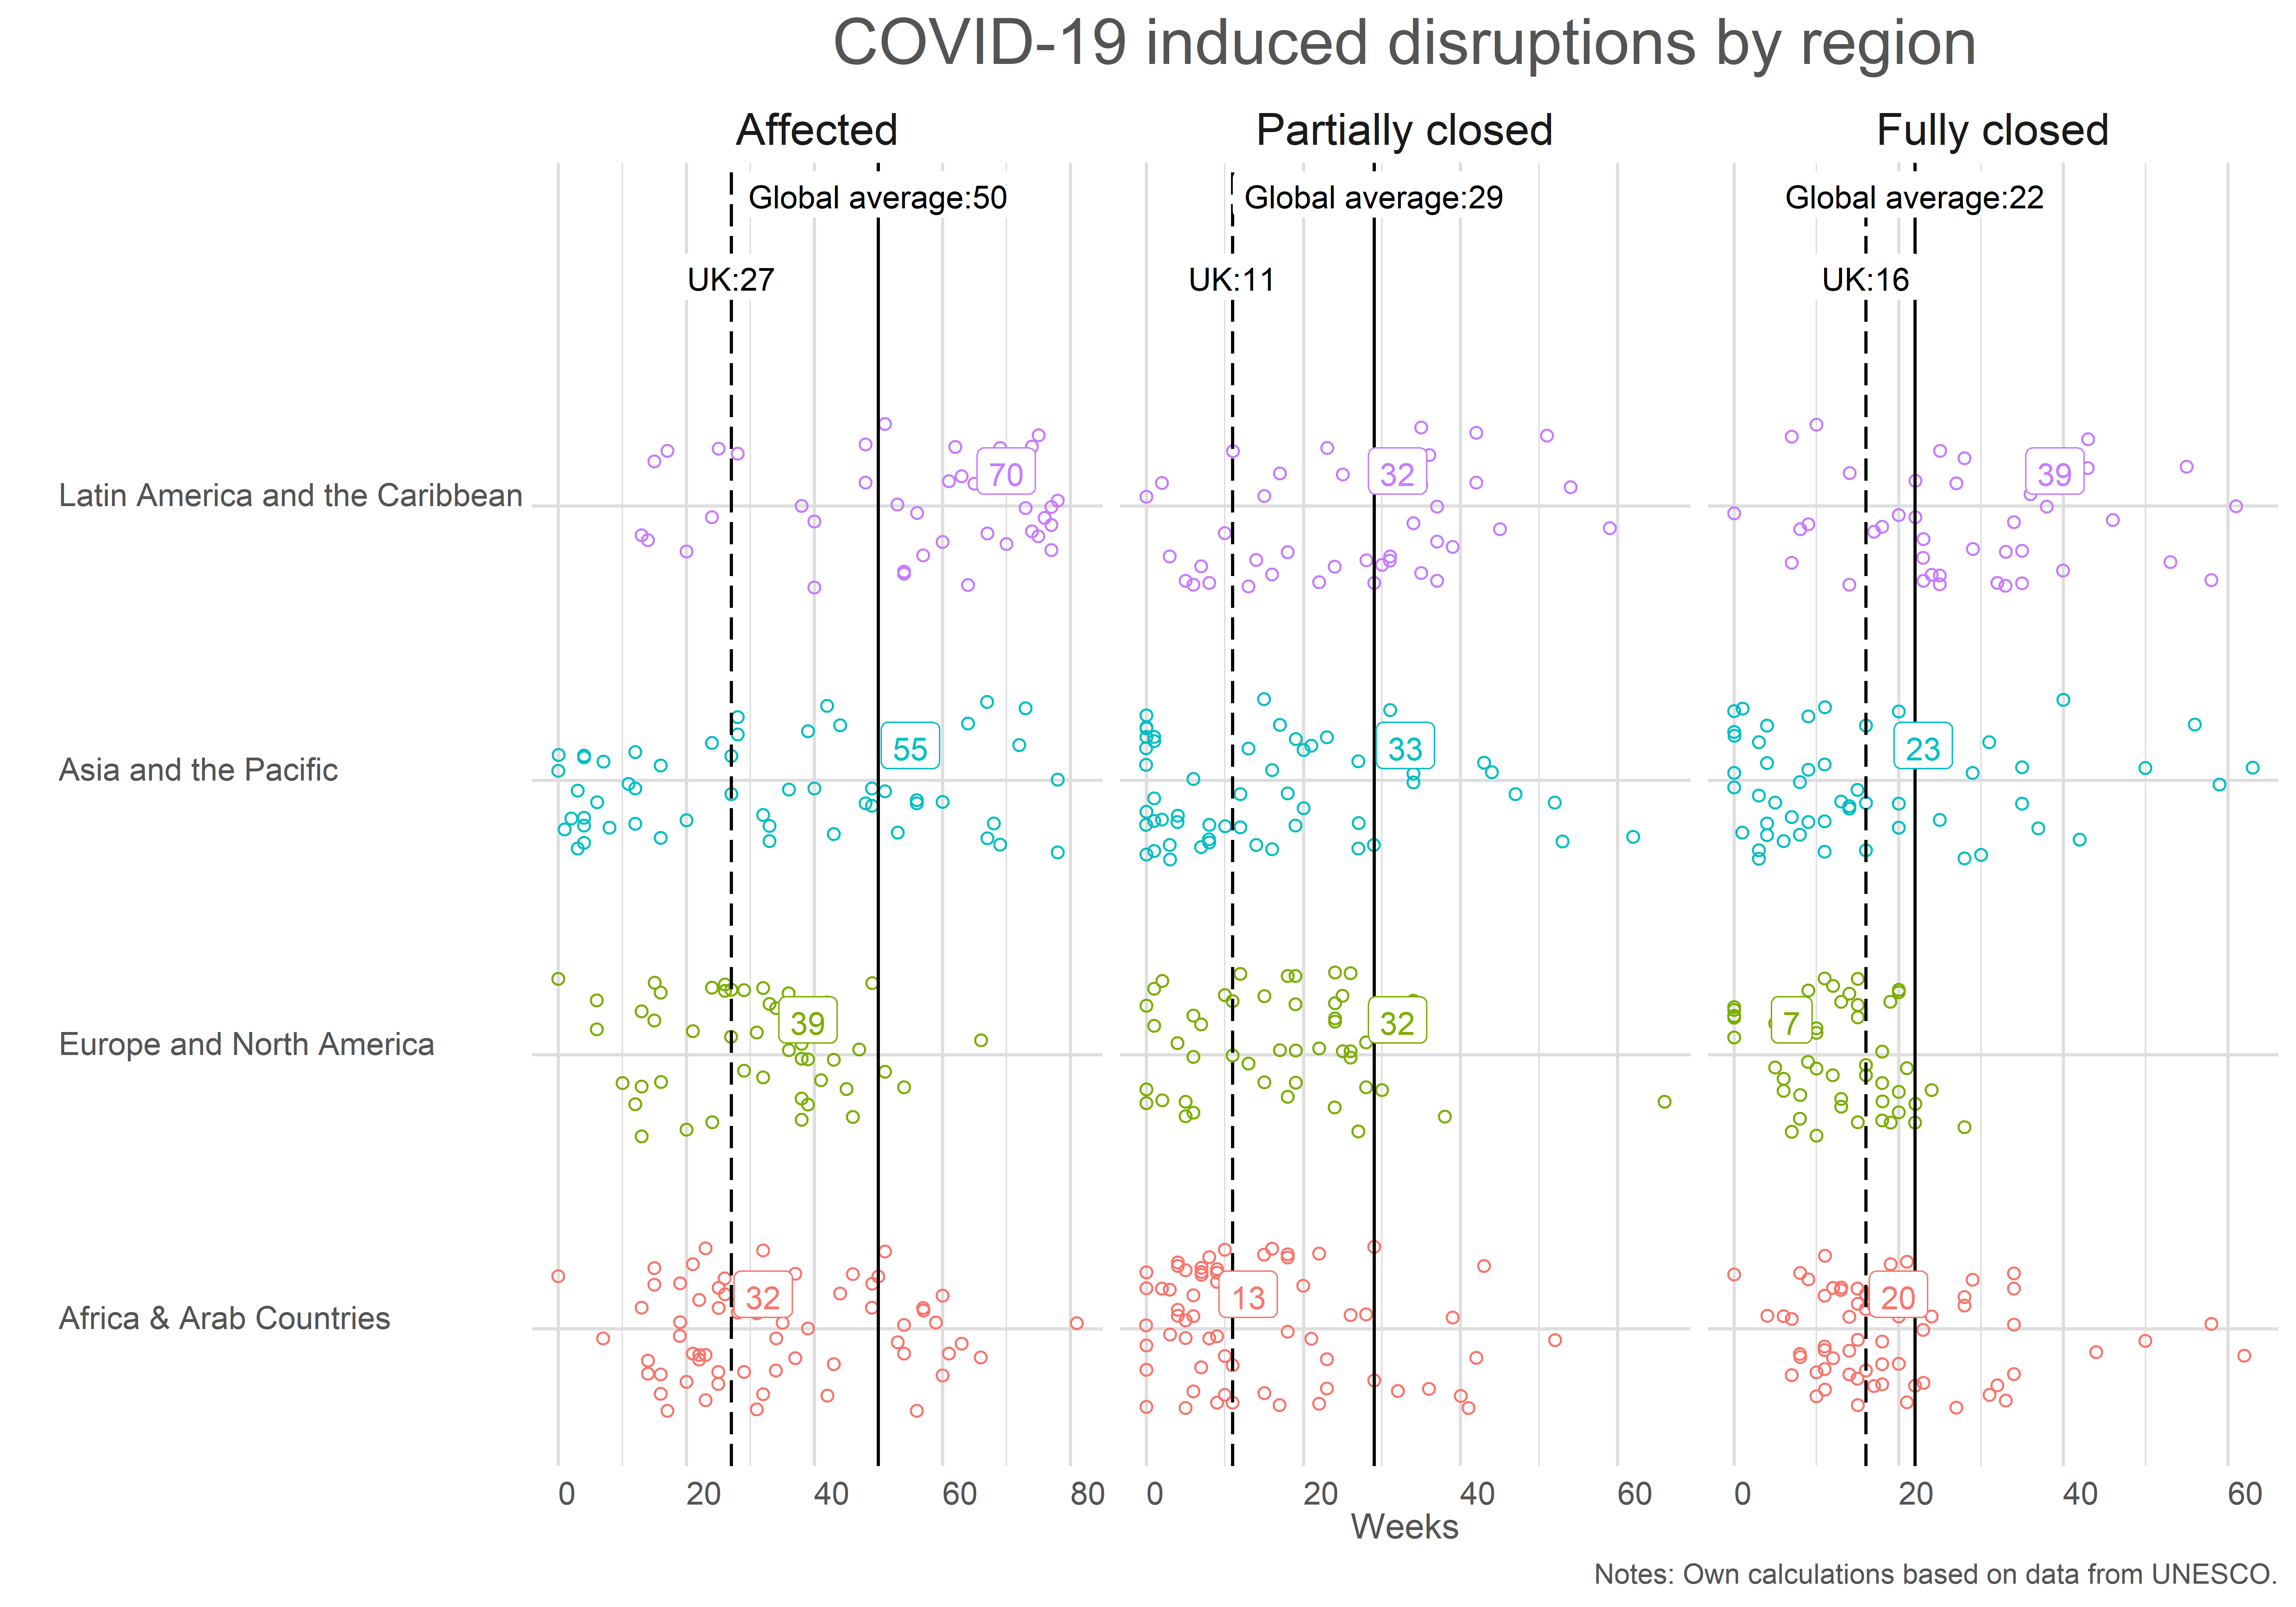 COVID-19 induced disruptions by region
Affected
Partially closed
Fully closed
Global average:50
Global average:29
Global average:22
UK:27
UK:11
UK:16
Latin America and the Caribbean
70
32
39
Asia and the Pacific
55
33
23
Europe and North America
39
32
7
Africa & Arab Countries
32
13
20
0 20 40 60 80
0 20 40 60
0 20 40 60
Weeks
Notes: Own calculations based on data from UNESCO.